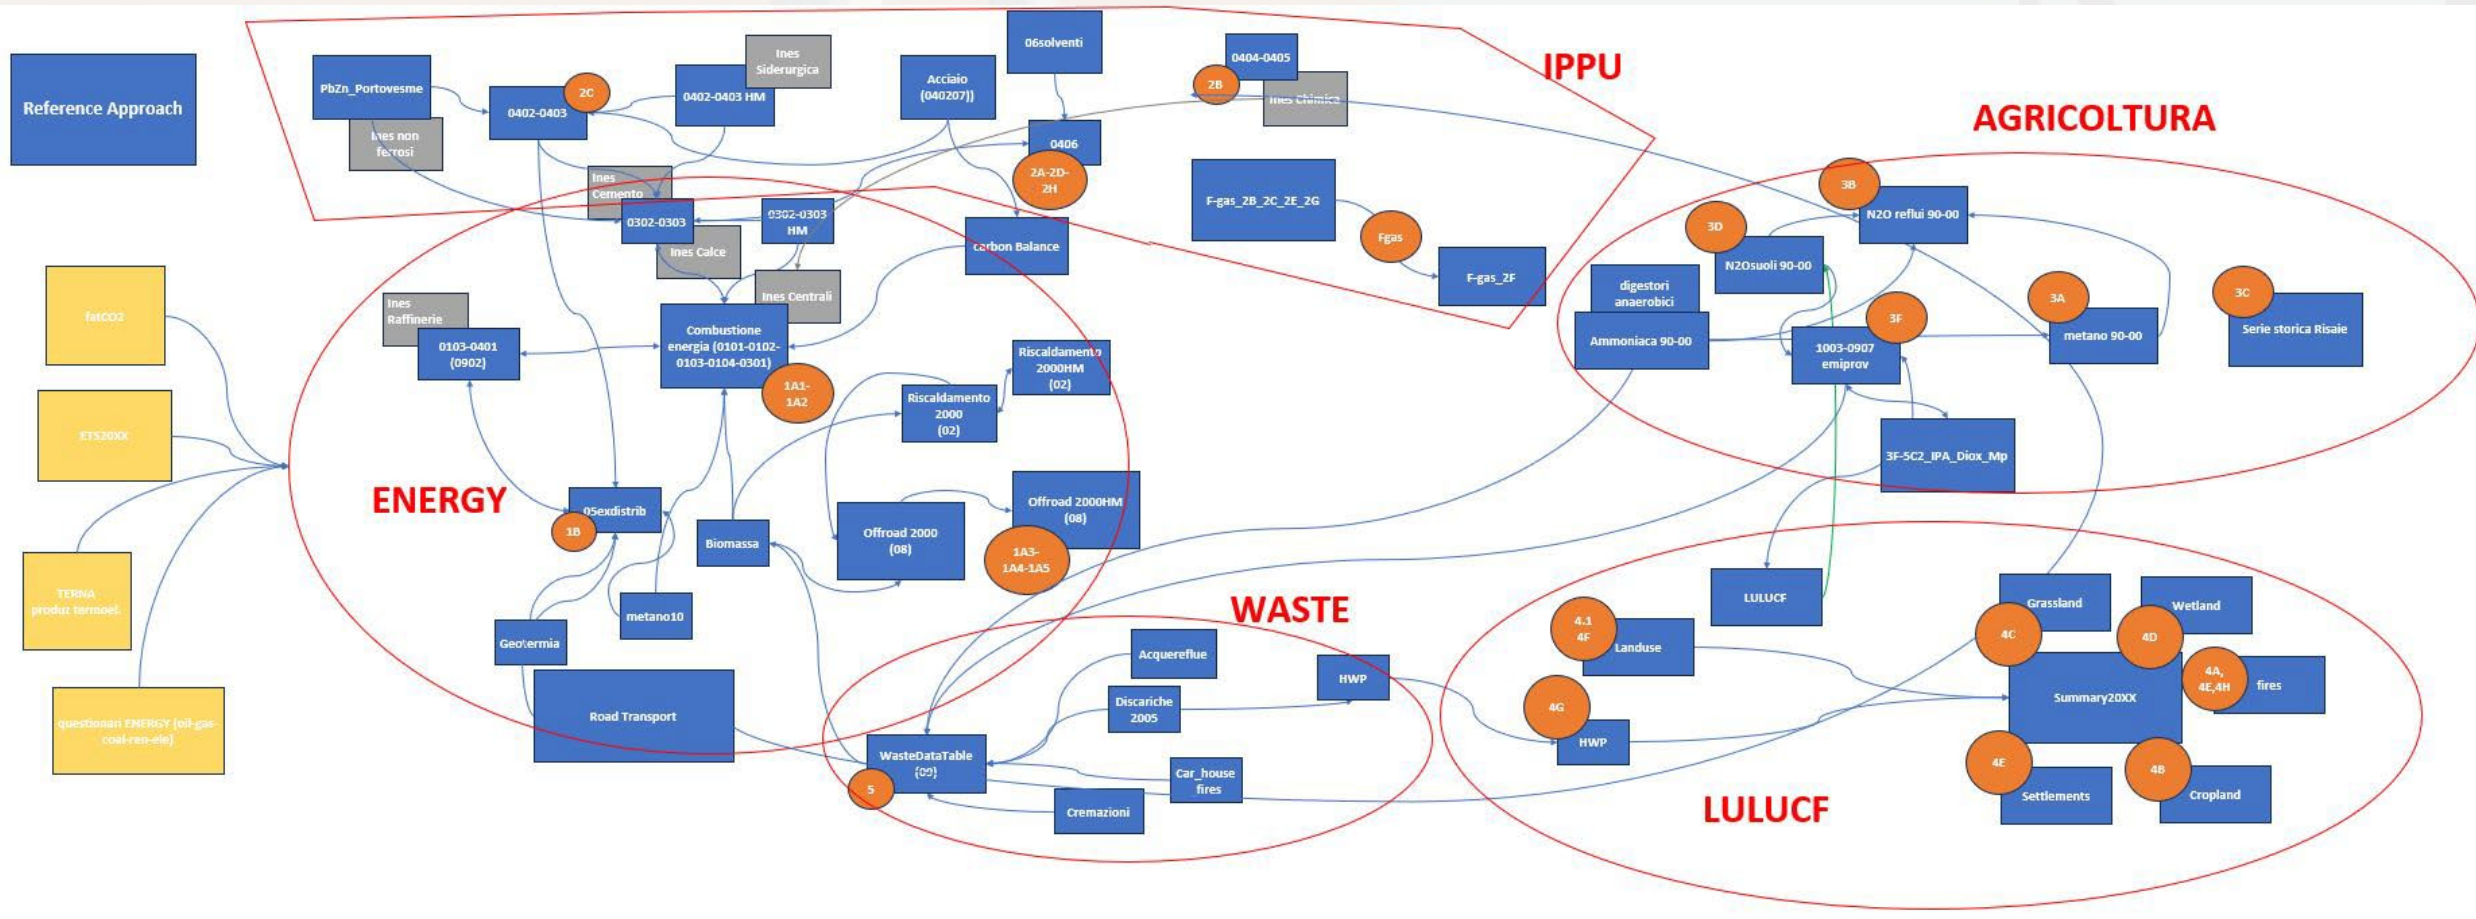 Reference Approach
IPPU
PbZn_Portovesme
Ines non
ferrosi
0402-0403
2C
0402-0403 HM
Ines
Siderurgica
Acciaio
(040207))
06solventi
0406
2A-2D-
2H
0404-0405
2B
Ines Chimica
F-gas_2B_2C_2E_2G
Fgas
F-gas_2F
Ines
Cemento
0302-0303
Ines Calce
0302-0303
HM
carbon Balance
ENERGY
Ines Centrali
Ines
Raffinerie
0103-0401
(0902)
Combustione
energia (0101-0102-
0103-0104-0301)
1A1-
1A2
Riscaldamento
2000HM
(02)
Riscaldamento
2000
(02)
05exdistrib
1B
Biomassa
Offroad 2000
(08)
Offroad 2000HM
(08)
1A3-
1A4-1A5
metano10
Geotermia
Road Transport
fatCO2
ETS20XX
TERNA
produz termoel.
questionari ENERGY (oil-gas-
coal-ren-ele)
AGRICOLTURA
3B
N2O reflui 90-00
3D
N2Osuoli 90-00
digestori
anaerobici
Ammoniaca 90-00
3F
1003-0907
emiprov
3A
metano 90-00
3C
Serie storica Risaie
3F-5C2_IPA_Diox_Mp
WASTE
Acquereflue
Discariche
2005
HWP
WasteDataTable
(09)
5
Car_house
fires
Cremazioni
LULUCF
LULUCF
4.1
4F
Landuse
4G
HWP
Grassland
4C
Wetland
4D
4A,
4E,4H
fires
Summary20XX
4E
Settlements
4B
Cropland